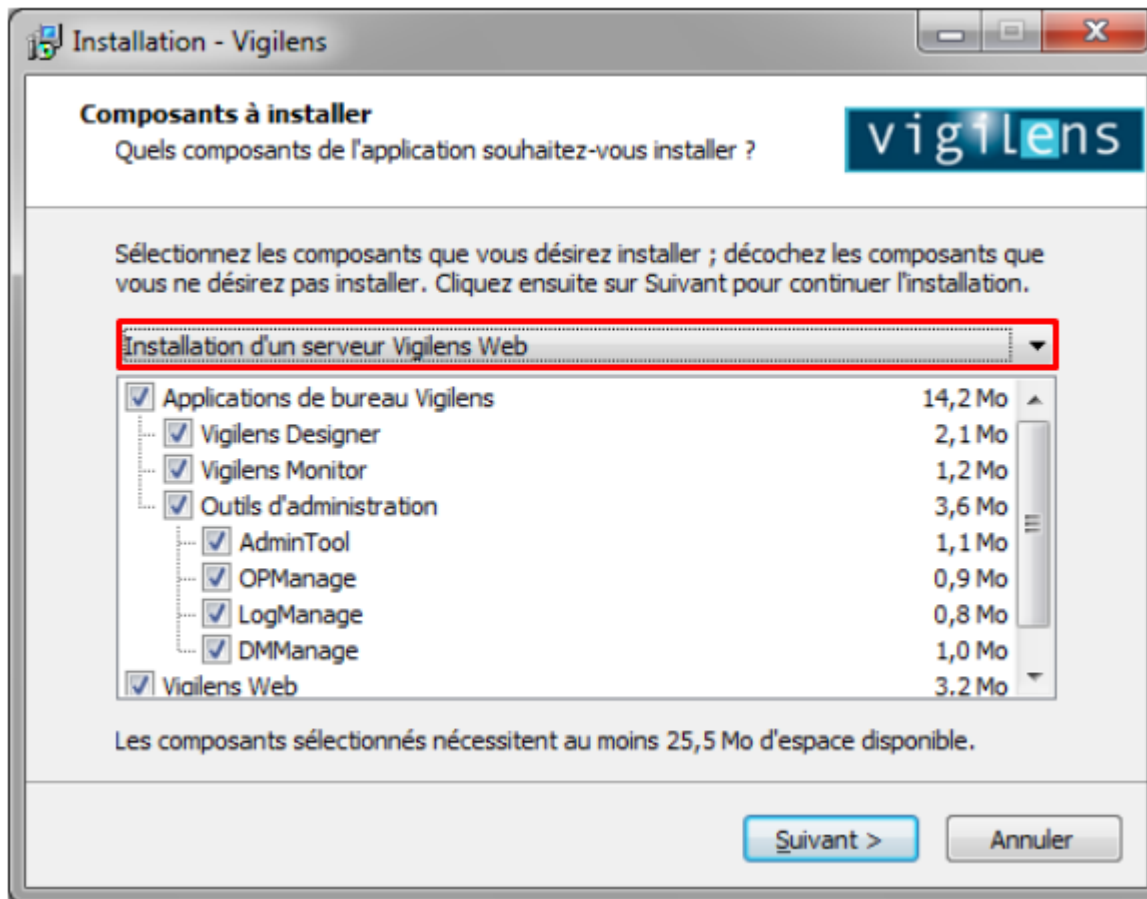 Installation - Vigilens
Composants à installer
Quels composants de l'application souhaitez-vous installer ?
vigilens
Sélectionnez les composants que vous désirez installer ; décochez les composants que
vous ne désirez pas installer. Cliquez ensuite sur Suivant pour continuer l'installation.
Installation d'un serveur Vigilens Web
Applications de bureau Vigilens 14,2 Mo
Vigilens Designer 2,1 Mo
Vigilens Monitor 1,2 Mo
Outils d'administration 3,6 Mo
AdminTool 1,1 Mo
OPManage 0,9 Mo
LogManage 0,8 Mo
DMManage 1,0 Mo
Vigilens Web 3,2 Mo
Les composants sélectionnés nécessitent au moins 25,5 Mo d'espace disponible.
Suivant > Annuler